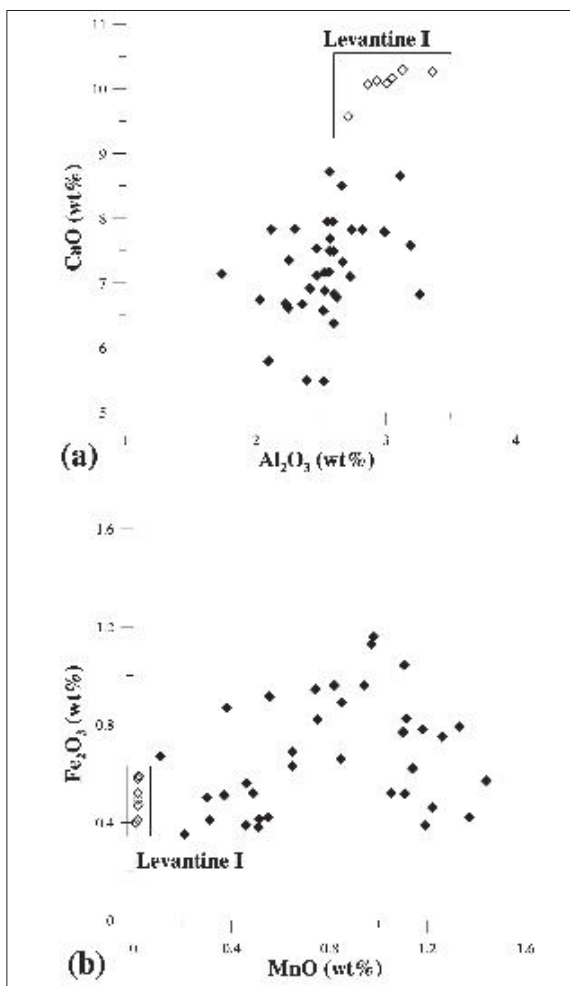 11
Levantine I
10
9
8
7
6
5
CaO (wt%)
1
2
3
4
(a)
Al₂O₃ (wt%)
1.6
1.2
0.8
0.4
0
Fe₂O₃ (wt%)
Levantine I
0
0.4
0.8
1.2
1.6
(b)
MnO (wt%)